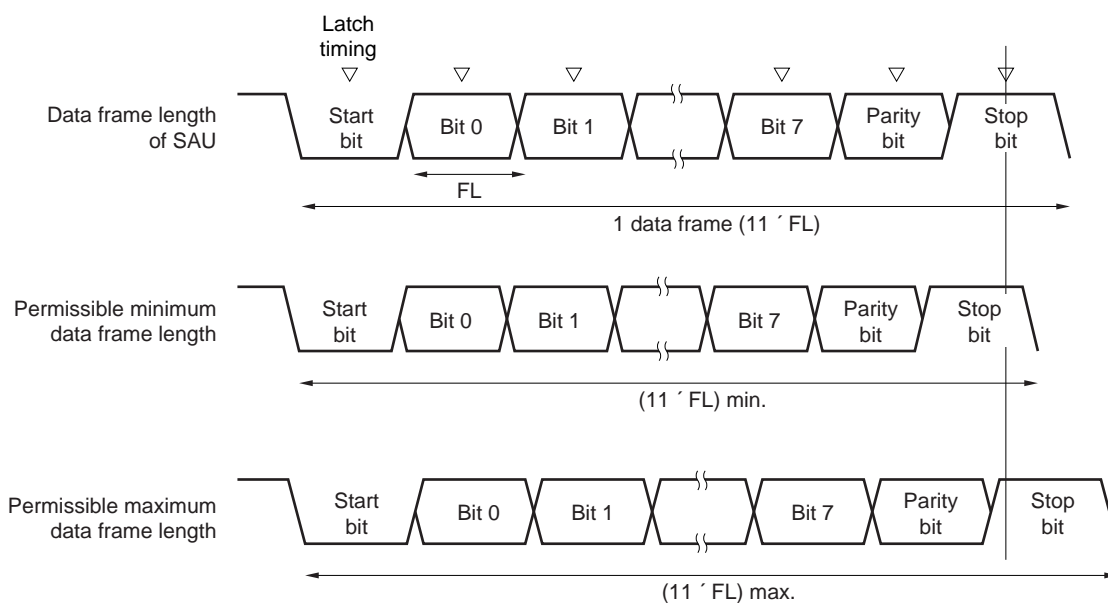 Latch
timing
Data frame length
of SAU
Start
bit
Bit 0
Bit 1
Bit 7
Parity
bit
Stop
bit
FL
1 data frame (11 ´ FL)
Permissible minimum
data frame length
Start
bit
Bit 0
Bit 1
Bit 7
Parity
bit
Stop
bit
(11 ´ FL) min.
Permissible maximum
data frame length
Start
bit
Bit 0
Bit 1
Bit 7
Parity
bit
Stop
bit
(11 ´ FL) max.